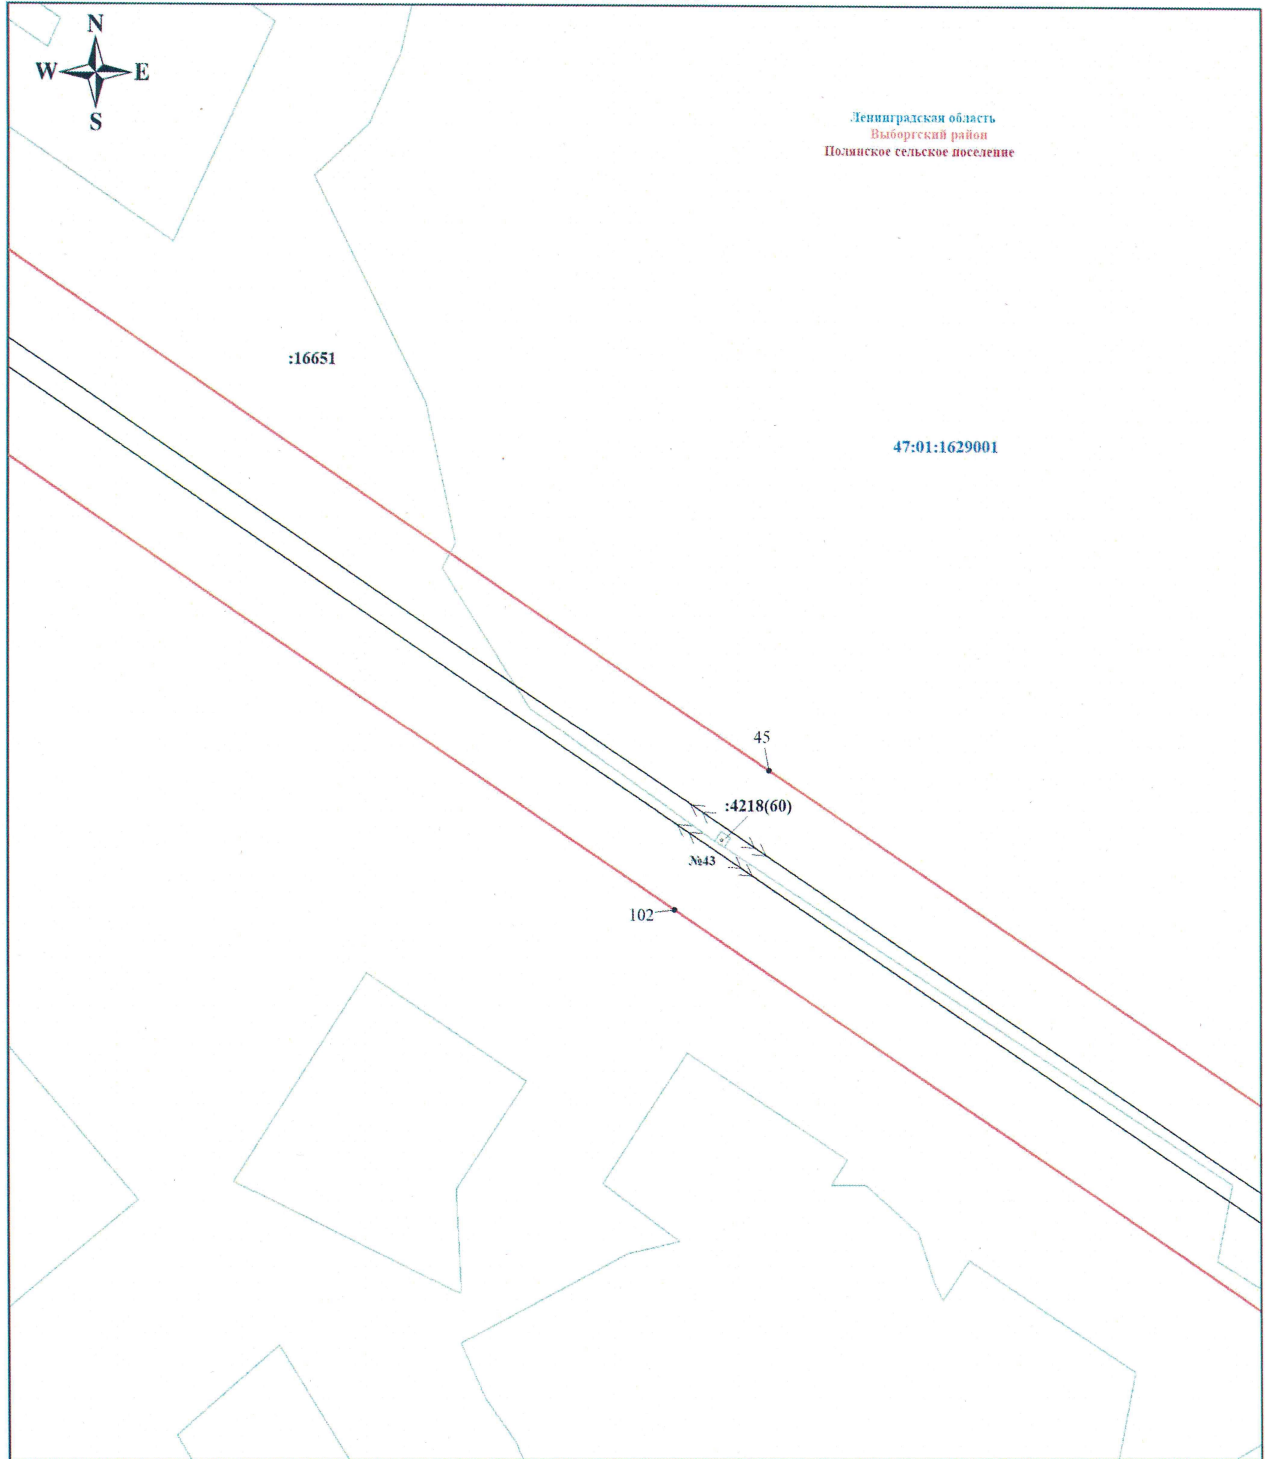 N
W E
S
Ленинградская область
Выборгский район
Полянское сельское поселение
:16651
47:01:1629001
45
:4218(60)
№43
102